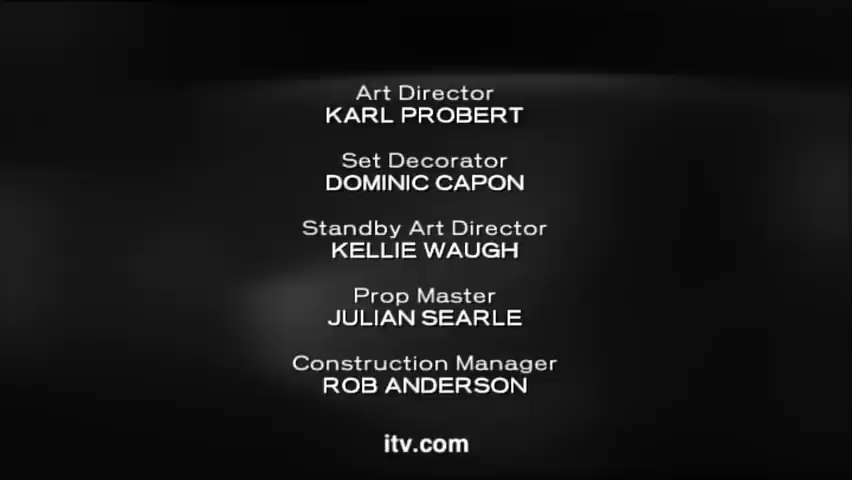 Art Director
KARL PROBERT
Set Decorator
DOMINIC CAPON
Standby Art Director
KELLIE WAUGH
Prop Master
JULIAN SEARLE
Construction Manager
ROB ANDERSON
itv.com